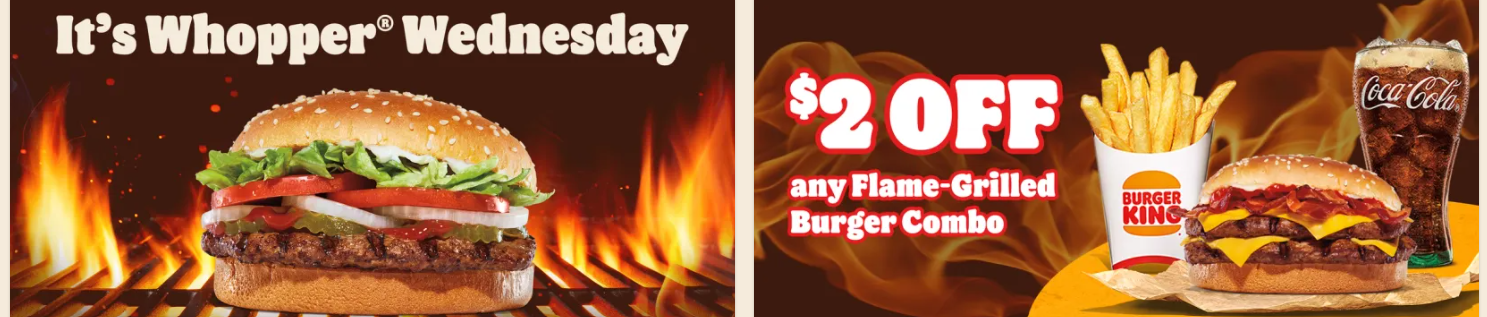 It's Whopper® Wednesday
$2 OFF
any Flame-Grilled
Burger Combo
BURGER
KING
Coca-Cola